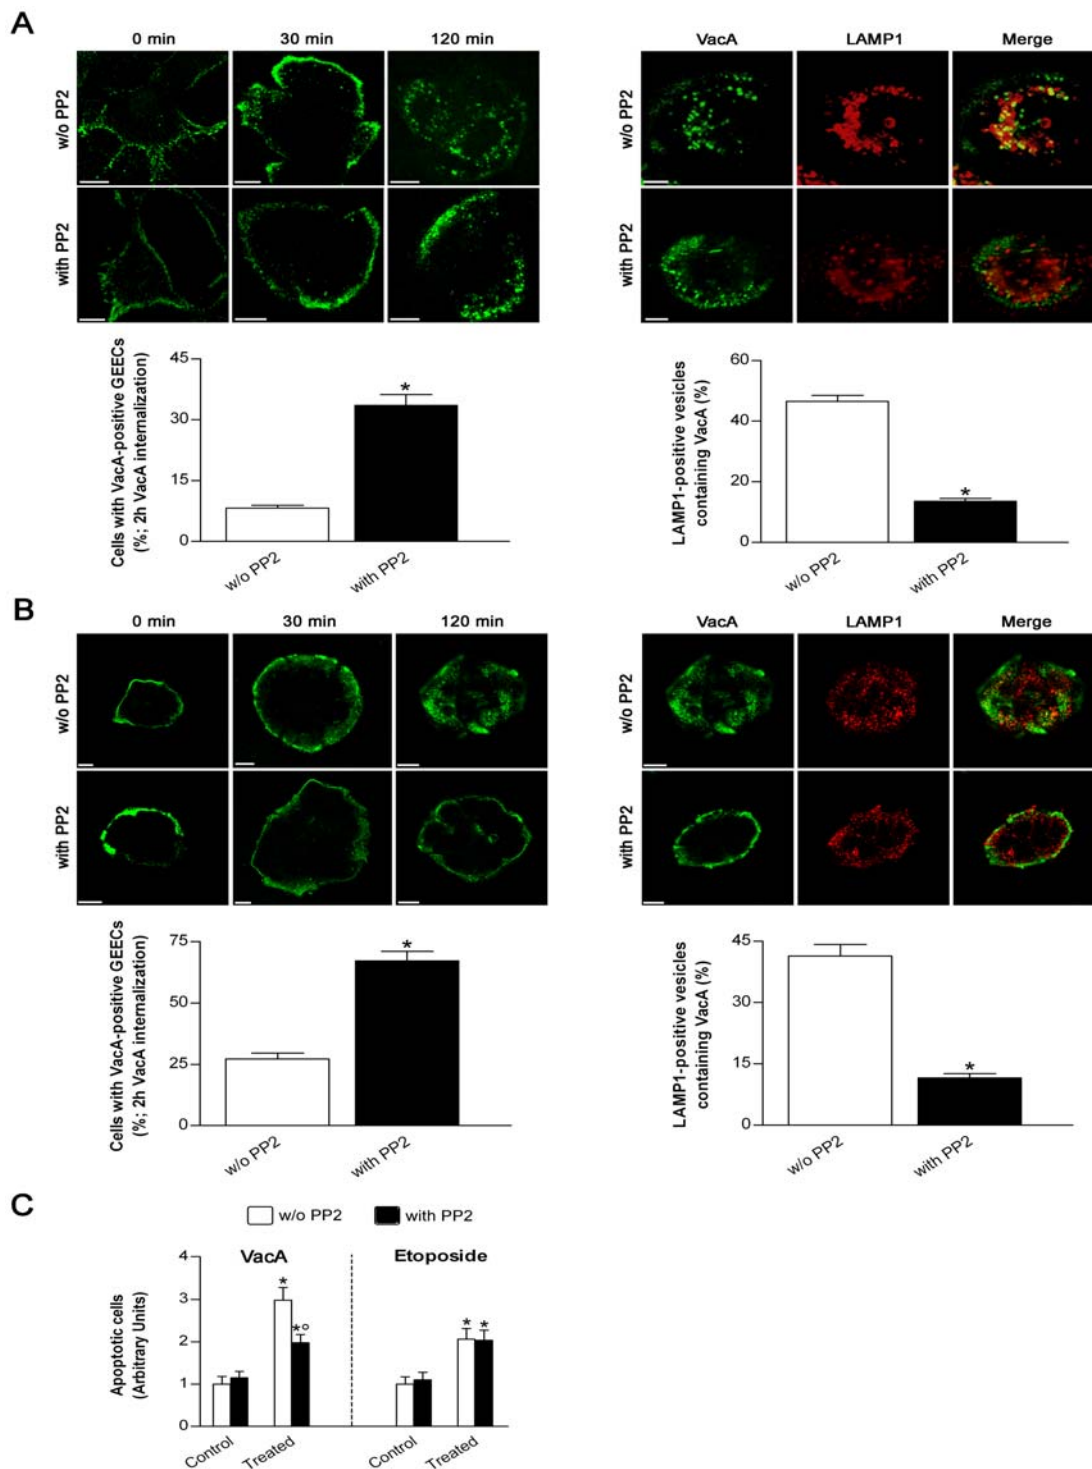 A
0 min 30 min 120 min
w/o PP2
with PP2
VacA LAMP1 Merge
w/o PP2
with PP2
Cells with VacA-positive GEECs
(%; 2h VacA internalization)
45
30
15
0
*
w/o PP2 with PP2
LAMP1-positive vesicles
containing VacA (%)
60
40
20
0
*
w/o PP2 with PP2
B
0 min 30 min 120 min
w/o PP2
with PP2
VacA LAMP1 Merge
w/o PP2
with PP2
Cells with VacA-positive GEECs
(%; 2h VacA internalization)
75
50
25
0
*
w/o PP2 with PP2
LAMP1-positive vesicles
containing VacA (%)
45
30
15
0
*
w/o PP2 with PP2
C
w/o PP2 with PP2
VacA Etoposide
Apoptotic cells
(Arbitrary Units)
4
3
2
1
0
*
*°
* *
Control Treated Control Treated